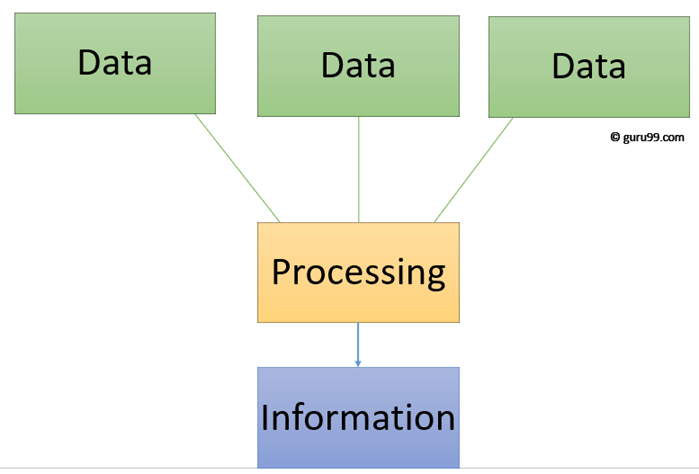 Data
Data
Data
© guru99.com
Processing
Information